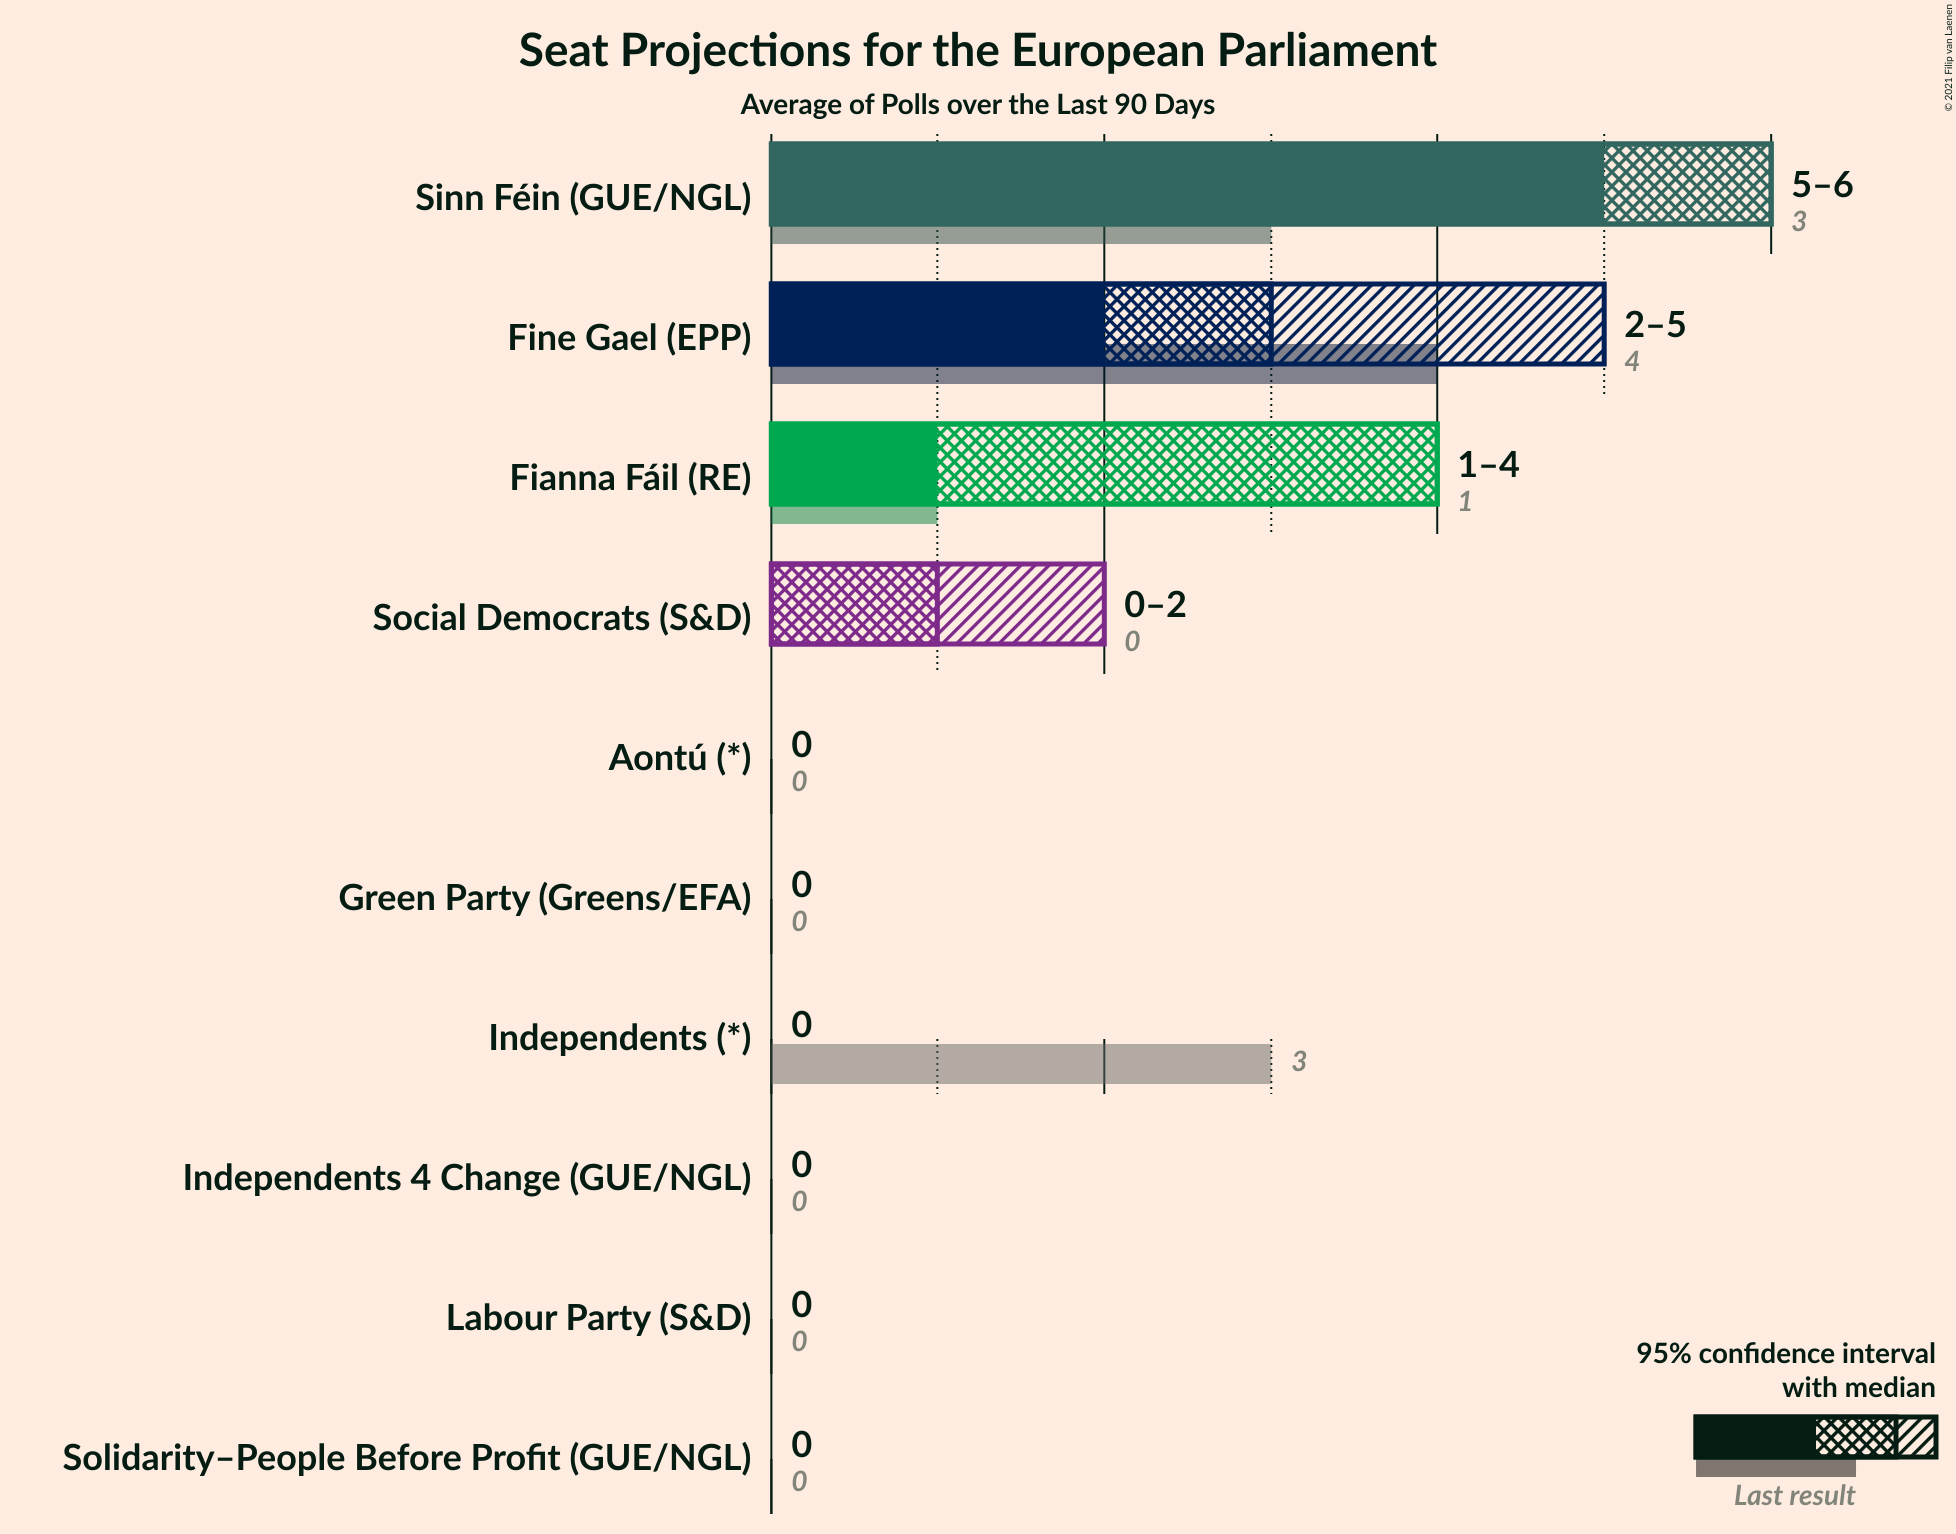 Seat Projections for the European Parliament
Average of Polls over the Last 90 Days
© 2021 Filip van Laenen
Sinn Féin (GUE/NGL)
5–6
3
Fine Gael (EPP)
2–5
4
Fianna Fáil (RE)
1–4
1
Social Democrats (S&D)
0–2
0
Aontú (*)
0
0
Green Party (Greens/EFA)
0
0
Independents (*)
0
3
Independents 4 Change (GUE/NGL)
0
0
Labour Party (S&D)
0
0
Solidarity–People Before Profit (GUE/NGL)
0
0
95% confidence interval
with median
Last result